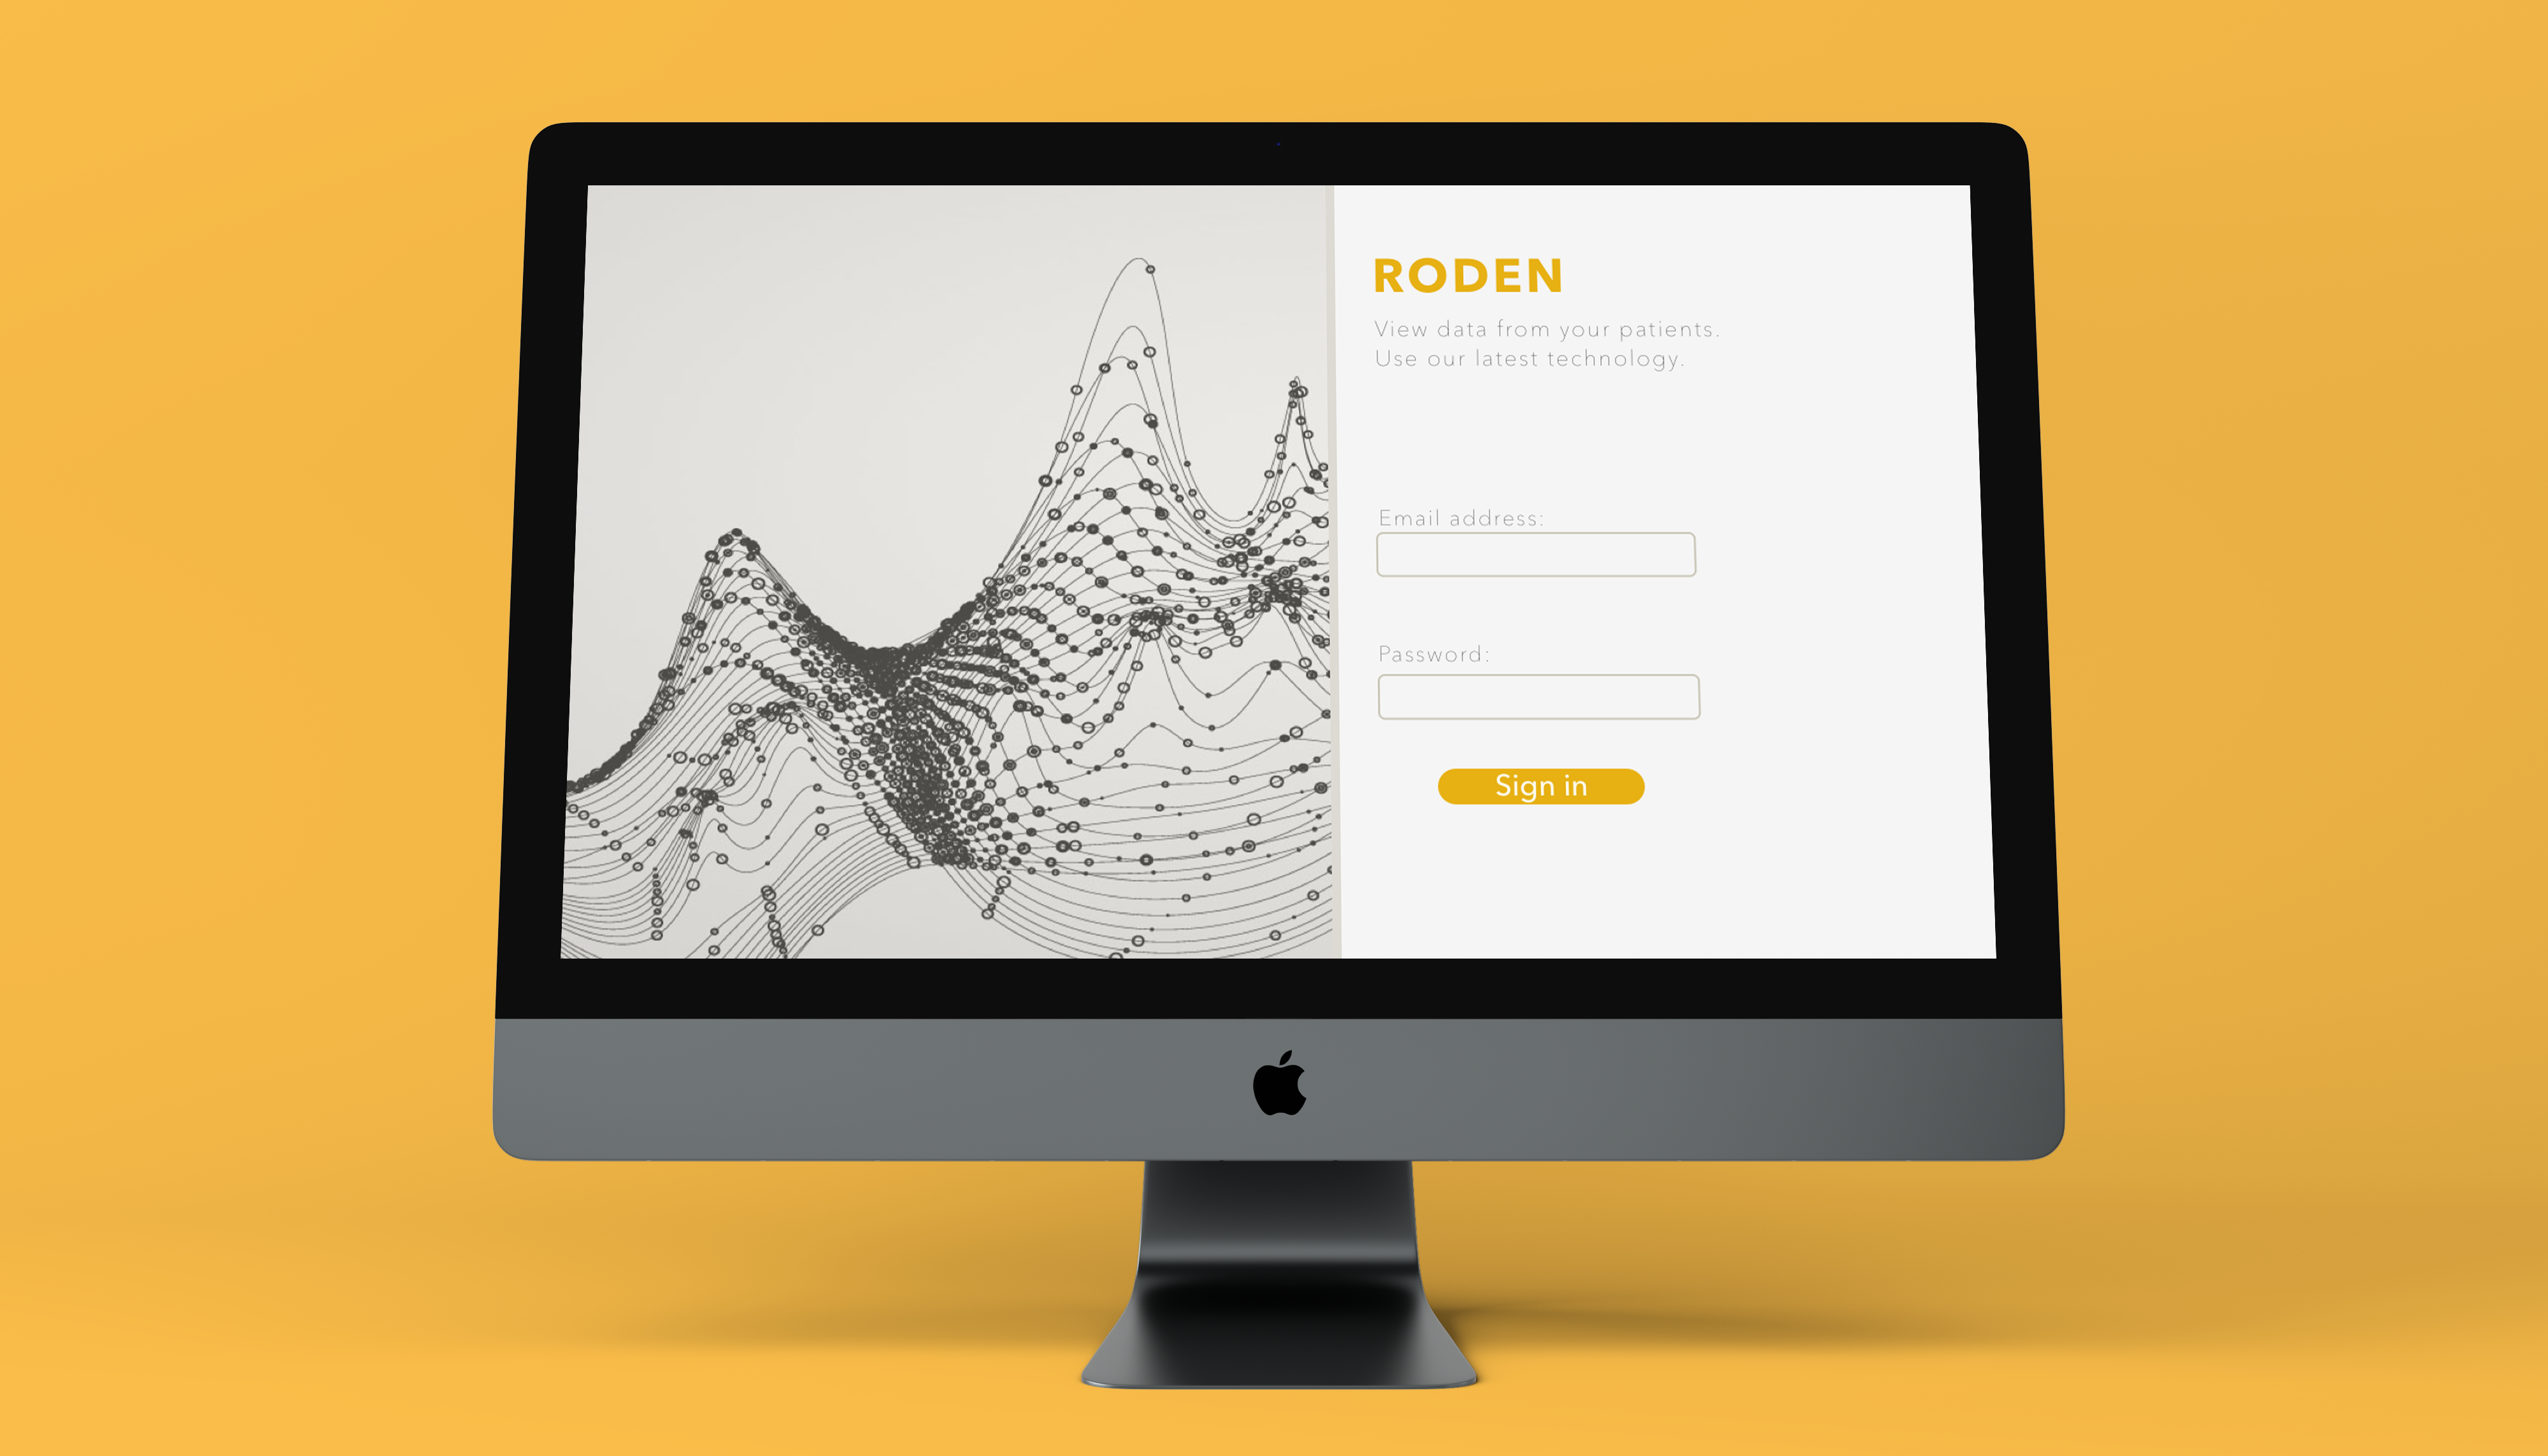 RODEN
View data from your patients.
Use our latest technology.
Email address:
Password:
Sign in